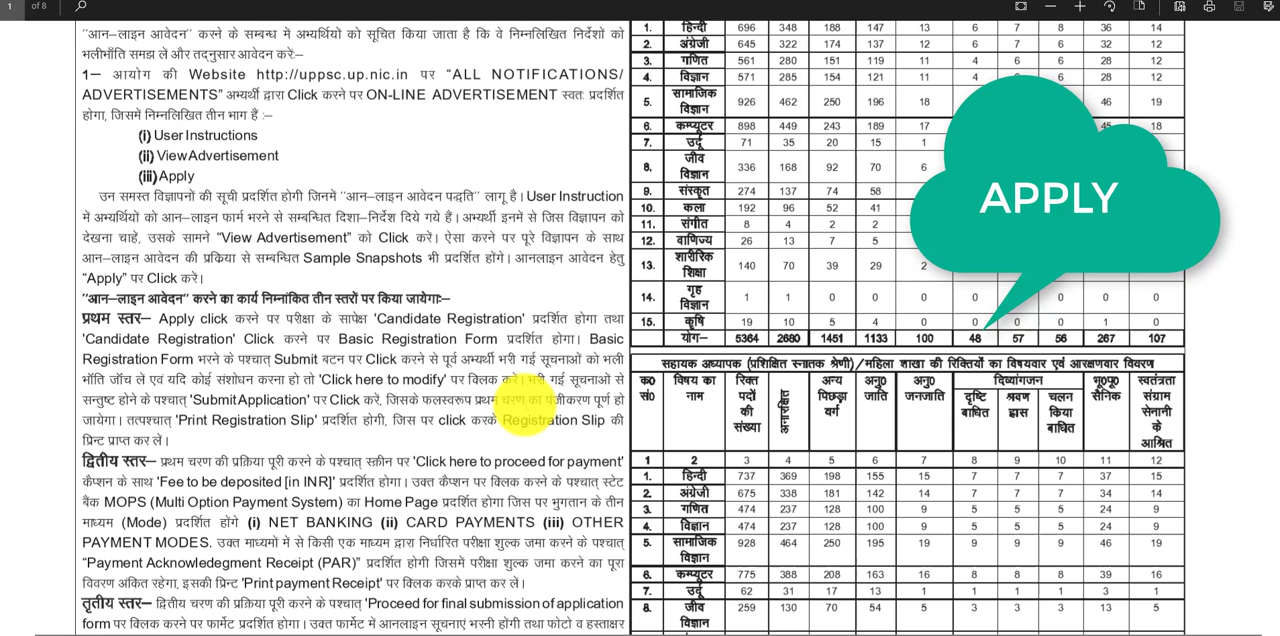 1 of 8
“आन–लाइन आवेदन” करने के सम्बन्ध में अभ्यर्थियों को सूचित किया जाता है कि वे निम्नलिखित निर्देशों को
भलीभाँति समझ लें और तद्नुसार आवेदन करें:–
1– आयोग की Website http://uppsc.up.nic.in पर “ALL NOTIFICATIONS/
ADVERTISEMENTS” अभ्यर्थी द्वारा Click करने पर ON-LINE ADVERTISEMENT स्वतः प्रदर्शित
होगा, जिसमें निम्नलिखित तीन भाग हैं :–
(i) User Instructions
(ii) View Advertisement
(iii) Apply
उन समस्त विज्ञापनों की सूची प्रदर्शित होगी जिनमें “आन–लाइन आवेदन पद्धति” लागू है। User Instruction
में अभ्यर्थियों को आन–लाइन फार्म भरने से सम्बन्धित दिशा–निर्देश दिये गये हैं। अभ्यर्थी इनमें से जिस विज्ञापन को
देखना चाहें, उसके सामने “View Advertisement” को Click करें। ऐसा करने पर पूरे विज्ञापन के साथ
आन–लाइन आवेदन की प्रक्रिया से सम्बन्धित Sample Snapshots भी प्रदर्शित होंगे। आनलाइन आवेदन हेतु
“Apply” पर Click करें।
“आन–लाइन आवेदन” करने का कार्य निम्नांकित तीन स्तरों पर किया जायेगाः–
प्रथम स्तर– Apply click करने पर परीक्षा के सापेक्ष 'Candidate Registration' प्रदर्शित होगा तथा
'Candidate Registration' Click करने पर Basic Registration Form प्रदर्शित होगा। Basic
Registration Form भरने के पश्चात् Submit बटन पर Click करने से पूर्व अभ्यर्थी भरी गई सूचनाओं को भली
भाँति जाँच लें एवं यदि कोई संशोधन करना हो तो 'Click here to modify' पर क्लिक करें। भरी गई सूचनाओं से
सन्तुष्ट होने के पश्चात् 'Submit Application' पर Click करें, जिसके फलस्वरूप प्रथम चरण का पंजीकरण पूर्ण हो
जायेगा। तत्पश्चात् 'Print Registration Slip' प्रदर्शित होगी, जिस पर click करके Registration Slip की
प्रिन्ट प्राप्त कर लें।
द्वितीय स्तर– प्रथम चरण की प्रक्रिया पूरी करने के पश्चात् स्क्रीन पर 'Click here to proceed for payment'
कैप्शन के साथ 'Fee to be deposited [in INR]' प्रदर्शित होगा। उक्त कैप्शन पर क्लिक करने के पश्चात् स्टेट
बैंक MOPS (Multi Option Payment System) का Home Page प्रदर्शित होगा जिस पर भुगतान के तीन
माध्यम (Mode) प्रदर्शित होंगे (i) NET BANKING (ii) CARD PAYMENTS (iii) OTHER
PAYMENT MODES. उक्त माध्यमों में से किसी एक माध्यम द्वारा निर्धारित परीक्षा शुल्क जमा करने के पश्चात्
“Payment Acknowledegment Receipt (PAR)” प्रदर्शित होगी जिसमें परीक्षा शुल्क जमा करने का पूरा
विवरण अंकित रहेगा, इसकी प्रिन्ट 'Print payment Receipt' पर क्लिक करके प्राप्त कर लें।
तृतीय स्तर– द्वितीय चरण की प्रक्रिया पूरी करने के पश्चात् 'Proceed for final submission of application
form पर क्लिक करने पर फार्मेट प्रदर्शित होगा। उक्त फार्मेट में आनलाइन सूचनाएं भरनी होंगी तथा फोटो व हस्ताक्षर
1. हिन्दी 696 348 188 147 13 6 7 8 36 14
2. अंग्रेजी 645 322 174 137 12 6 7 6 32 12
3. गणित 561 280 151 119 11 4 6 6 28 12
4. विज्ञान 571 285 154 121 11 4 6 28 12
5. सामाजिक विज्ञान 926 462 250 196 18 46 19
6. कम्प्यूटर 898 449 243 189 17 45 18
7. उर्दू 71 35 20 15 1
8. जीव विज्ञान 336 168 92 70 6
9. संस्कृत 274 137 74 58
10. कला 192 96 52 41
11. संगीत 8 4 2 2
12. वाणिज्य 26 13 7 5
13. शारीरिक शिक्षा 140 70 39 29 2
14. गृह विज्ञान 1 1 0 0 0 0 0 0 0 0
15. कृषि 19 10 5 4 0 0 0 0 1 0
योग– 5364 2680 1451 1133 100 48 57 56 267 107
APPLY
सहायक अध्यापक (प्रशिक्षित स्नातक श्रेणी)/महिला शाखा की रिक्तियों का विषयवार एवं आरक्षणवार विवरण
क्र0 सं0 विषय का नाम रिक्त पदों की संख्या अनारक्षित अन्य पिछड़ा वर्ग अनु0 जाति अनु0 जनजाति दिव्यांगजन भू0पू0 सैनिक स्वतंत्रता संग्राम सेनानी के आश्रित
दृष्टि बाधित श्रवण ह्रास चलन किया बाधित
1 2 3 4 5 6 7 8 9 10 11 12
1. हिन्दी 737 369 198 155 15 7 7 7 37 15
2. अंग्रेजी 675 338 181 142 14 7 7 7 34 14
3. गणित 474 237 128 100 9 5 5 5 24 9
4. विज्ञान 474 237 128 100 9 5 5 5 24 9
5. सामाजिक विज्ञान 928 464 250 195 19 9 9 9 46 19
6. कम्प्यूटर 775 388 208 163 16 8 8 8 39 16
7. उर्दू 62 31 17 13 1 1 1 1 3 1
8. जीव विज्ञान 259 130 70 54 5 3 3 3 13 5